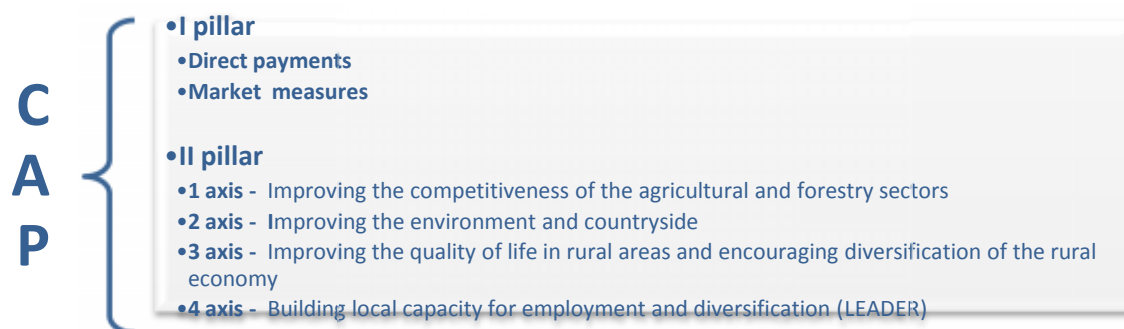 C
A
P
•I pillar
•Direct payments
•Market measures
•II pillar
•1 axis - Improving the competitiveness of the agricultural and forestry sectors
•2 axis - Improving the environment and countryside
•3 axis - Improving the quality of life in rural areas and encouraging diversification of the rural
economy
•4 axis - Building local capacity for employment and diversification (LEADER)